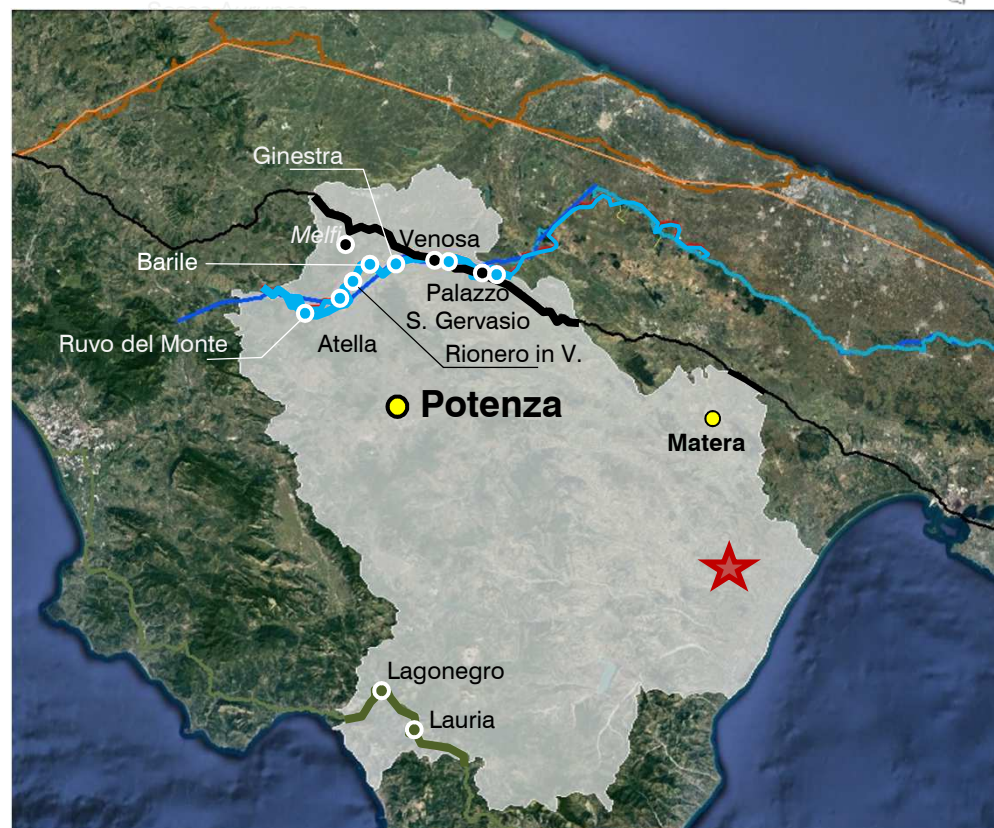 Ginestra
Melfi
Venosa
Barile
Palazzo
S. Gervasio
Ruvo del Monte
Atella
Rionero in V.
Potenza
Matera
Lagonegro
Lauria